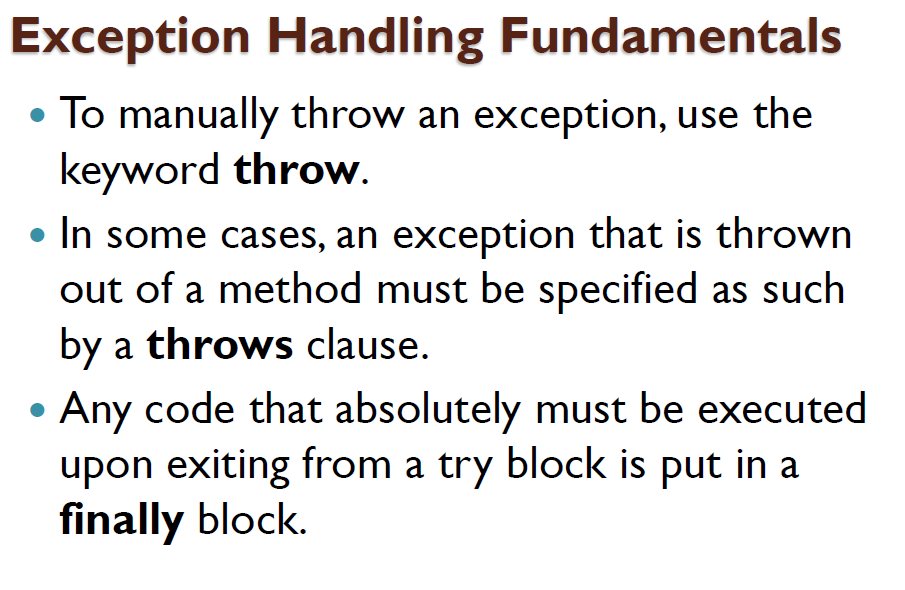 Exception Handling Fundamentals
• To manually throw an exception, use the
keyword throw.
• In some cases, an exception that is thrown
out of a method must be specified as such
by a throws clause.
• Any code that absolutely must be executed
upon exiting from a try block is put in a
finally block.